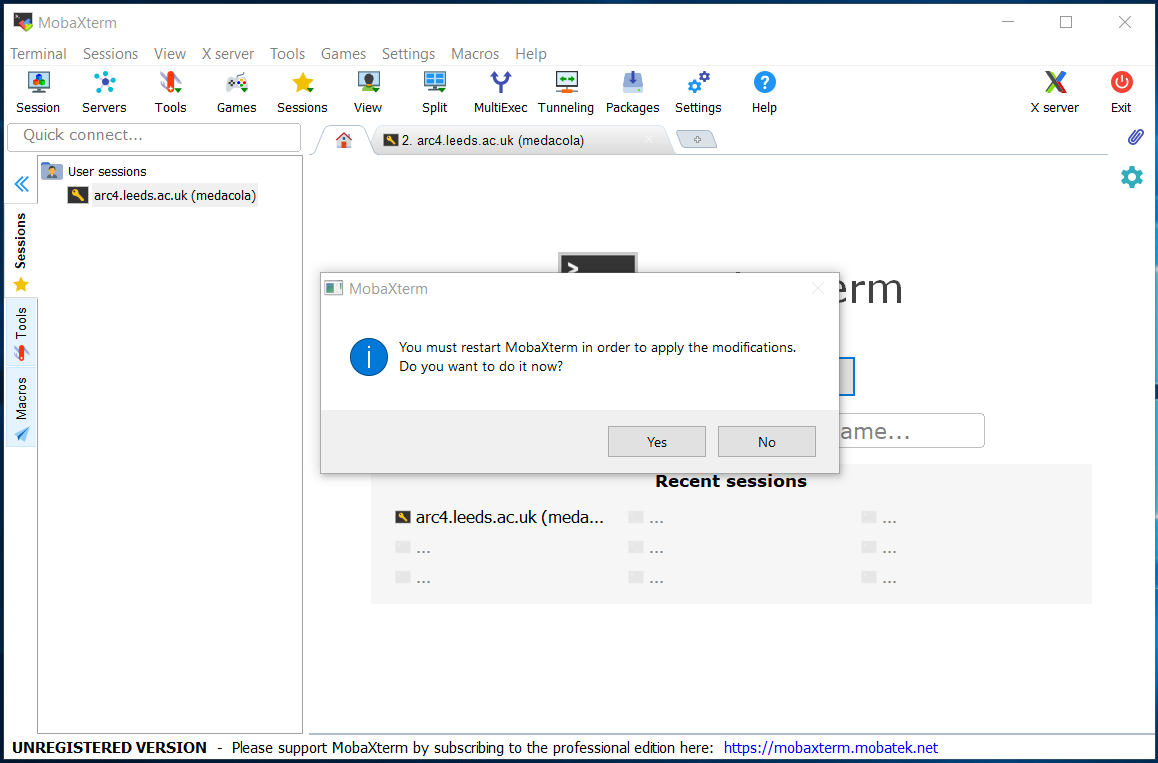 MobaXterm
Terminal Sessions View X server Tools Games Settings Macros Help
Session Servers Tools Games Sessions View Split MultiExec Tunneling Packages Settings Help X server Exit
Quick connect...
2. arc4.leeds.ac.uk (medacola)
User sessions
arc4.leeds.ac.uk (medacola)
Sessions
Tools
Macros
erm
MobaXterm
You must restart MobaXterm in order to apply the modifications.
Do you want to do it now?
Yes No
ame...
Recent sessions
arc4.leeds.ac.uk (meda... ... ...
... ... ...
... ... ...
UNREGISTERED VERSION - Please support MobaXterm by subscribing to the professional edition here: https://mobaxterm.mobatek.net